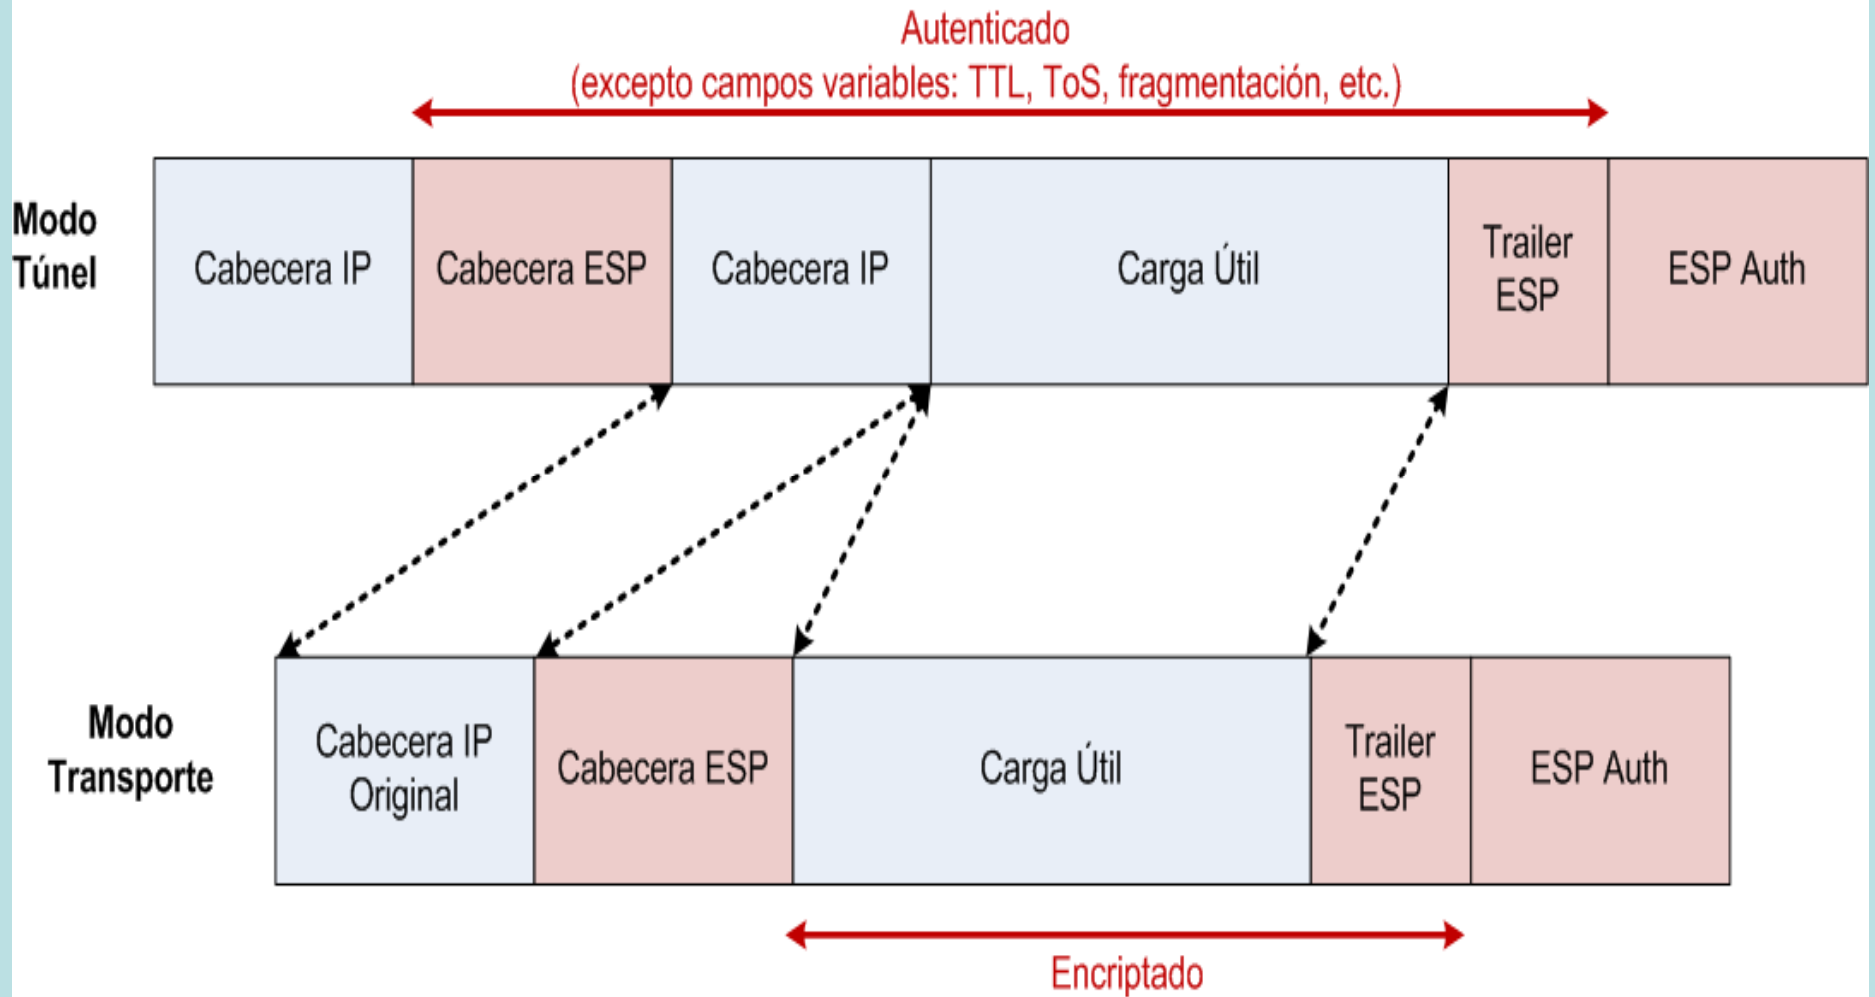 Autenticado
(excepto campos variables: TTL, ToS, fragmentación, etc.)
Modo
Túnel
Cabecera IP
Cabecera ESP
Cabecera IP
Carga Útil
Trailer
ESP
ESP Auth
Modo
Transporte
Cabecera IP
Original
Cabecera ESP
Carga Útil
Trailer
ESP
ESP Auth
Encriptado